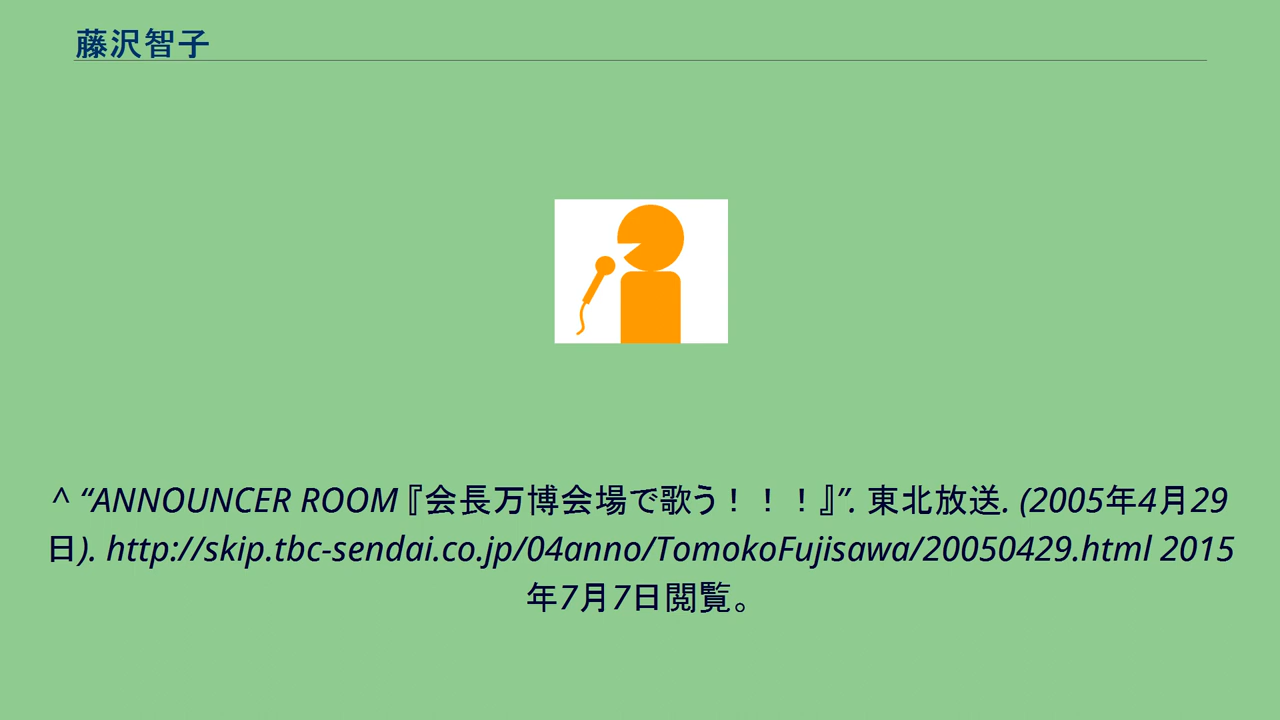 藤沢智子
^ “ANNOUNCER ROOM『会長万博会場で歌う！！！』”. 東北放送. (2005年4月29
日). http://skip.tbc-sendai.co.jp/04anno/TomokoFujisawa/20050429.html 2015
年7月7日閲覧。